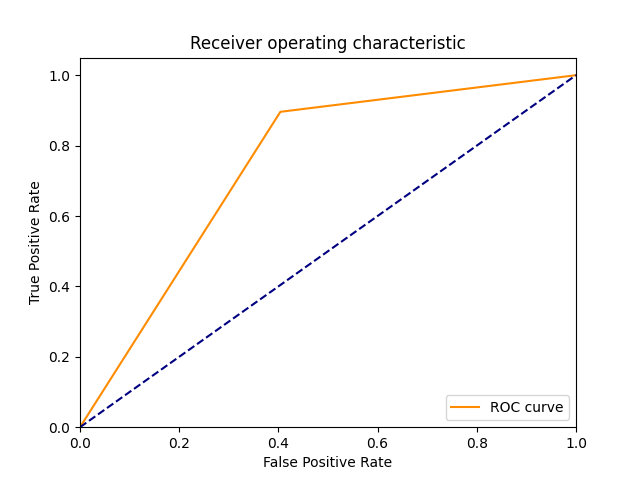 Receiver operating characteristic
1.0
0.8
0.6
0.4
0.2
0.0
True Positive Rate
0.0 0.2 0.4 0.6 0.8 1.0
False Positive Rate
ROC curve